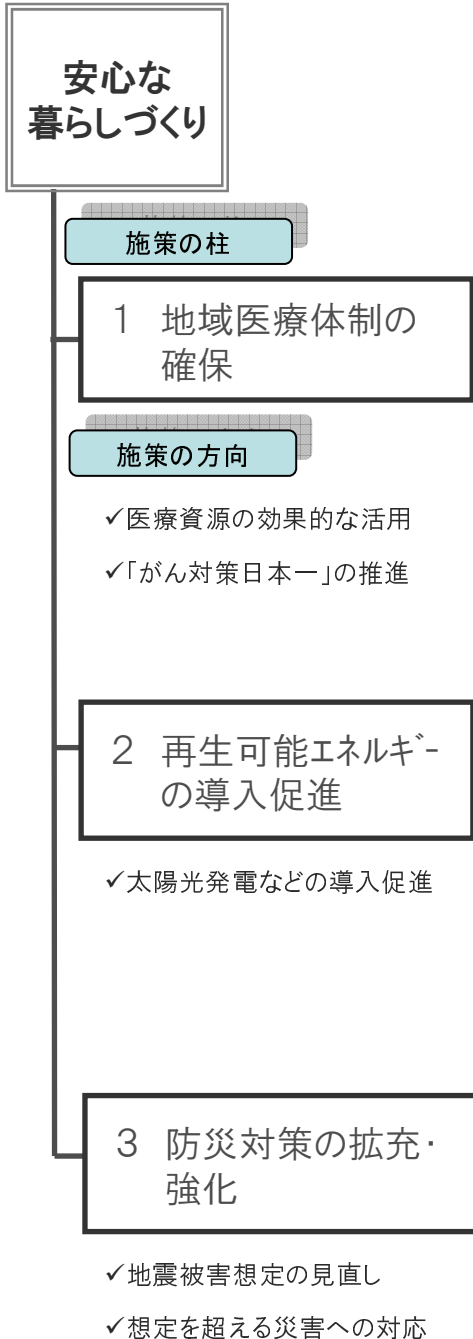 安心な
暮らしづくり
施策の柱
1 地域医療体制の
確保
施策の方向
✓医療資源の効果的な活用
✓「がん対策日本一」の推進
2 再生可能ｴﾈﾙｷﾞｰ
の導入促進
✓太陽光発電などの導入促進
3 防災対策の拡充・
強化
✓地震被害想定の見直し
✓想定を超える災害への対応